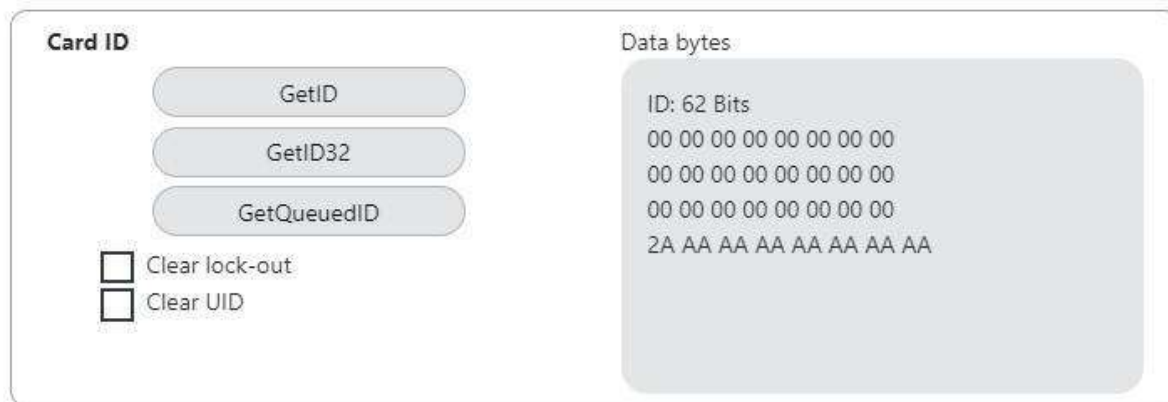 Card ID
GetID
GetID32
GetQueuedID
Clear lock-out
Clear UID
Data bytes
ID: 62 Bits
00 00 00 00 00 00 00 00
00 00 00 00 00 00 00 00
00 00 00 00 00 00 00 00
2A AA AA AA AA AA AA AA